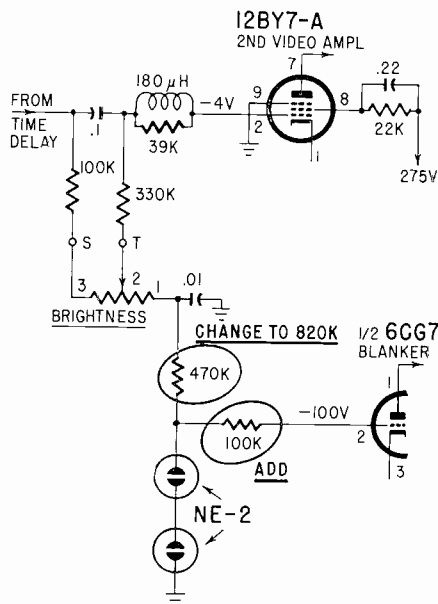 12BY7-A
2ND VIDEO AMPL
7
180 μH
.22
FROM
TIME
DELAY
-4V
9
8
2
.1
39K
22K
1
100K
330K
275V
S
T
3
2
1
.01
BRIGHTNESS
CHANGE TO 820K
1/2 6CG7
BLANKER
470K
1
-100V
100K
2
ADD
3
NE-2